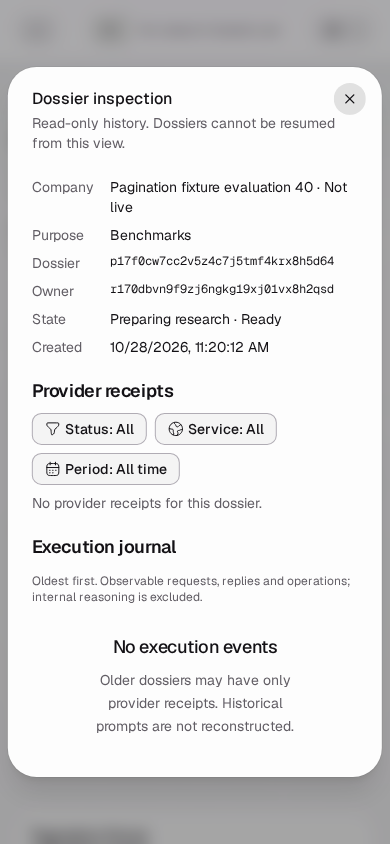 Dossier inspection
Read-only history. Dossiers cannot be resumed
from this view.
Company Pagination fixture evaluation 40 · Not
live
Purpose Benchmarks
Dossier p17f0cw7cc2v5z4c7j5tmf4krx8h5d64
Owner r170dbvn9f9zj6ngkg19xj01vx8h2qsd
State Preparing research · Ready
Created 10/28/2026, 11:20:12 AM
Provider receipts
Status: All
Service: All
Period: All time
No provider receipts for this dossier.
Execution journal
Oldest first. Observable requests, replies and operations;
internal reasoning is excluded.
No execution events
Older dossiers may have only
provider receipts. Historical
prompts are not reconstructed.